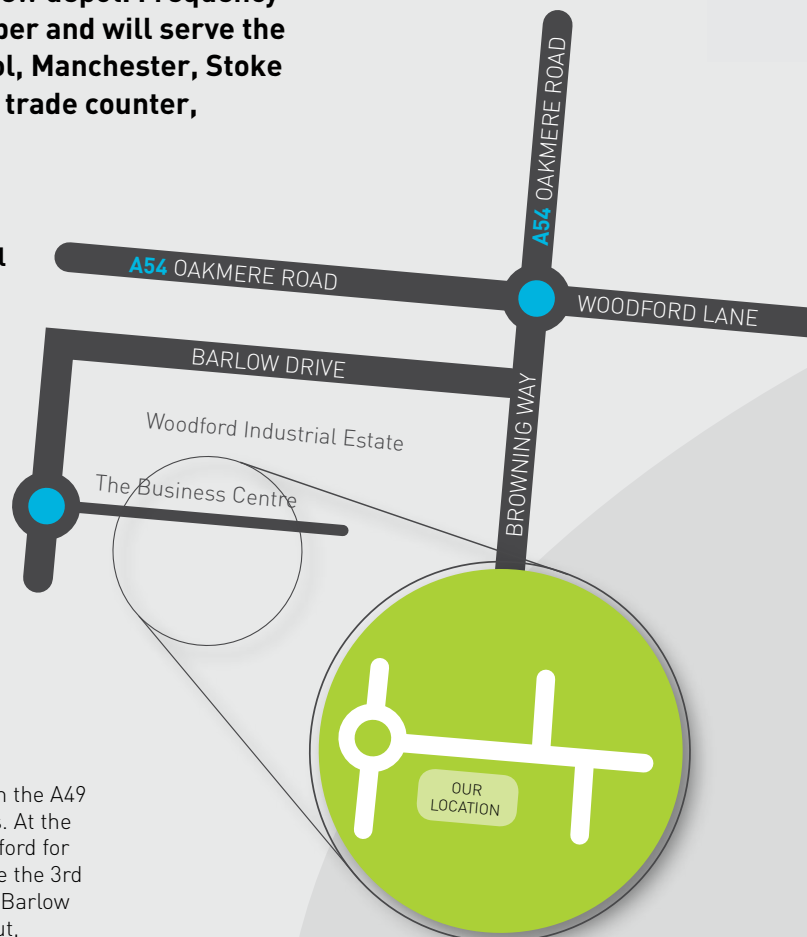 ber and will serve the
ol, Manchester, Stoke
trade counter,
A54 OAKMERE ROAD
A54 OAKMERE ROAD
WOODFORD LANE
BARLOW DRIVE
BROWNING WAY
Woodford Industrial Estate
The Business Centre
OUR
LOCATION
n the A49
s. At the
ford for
e the 3rd
Barlow
ut,